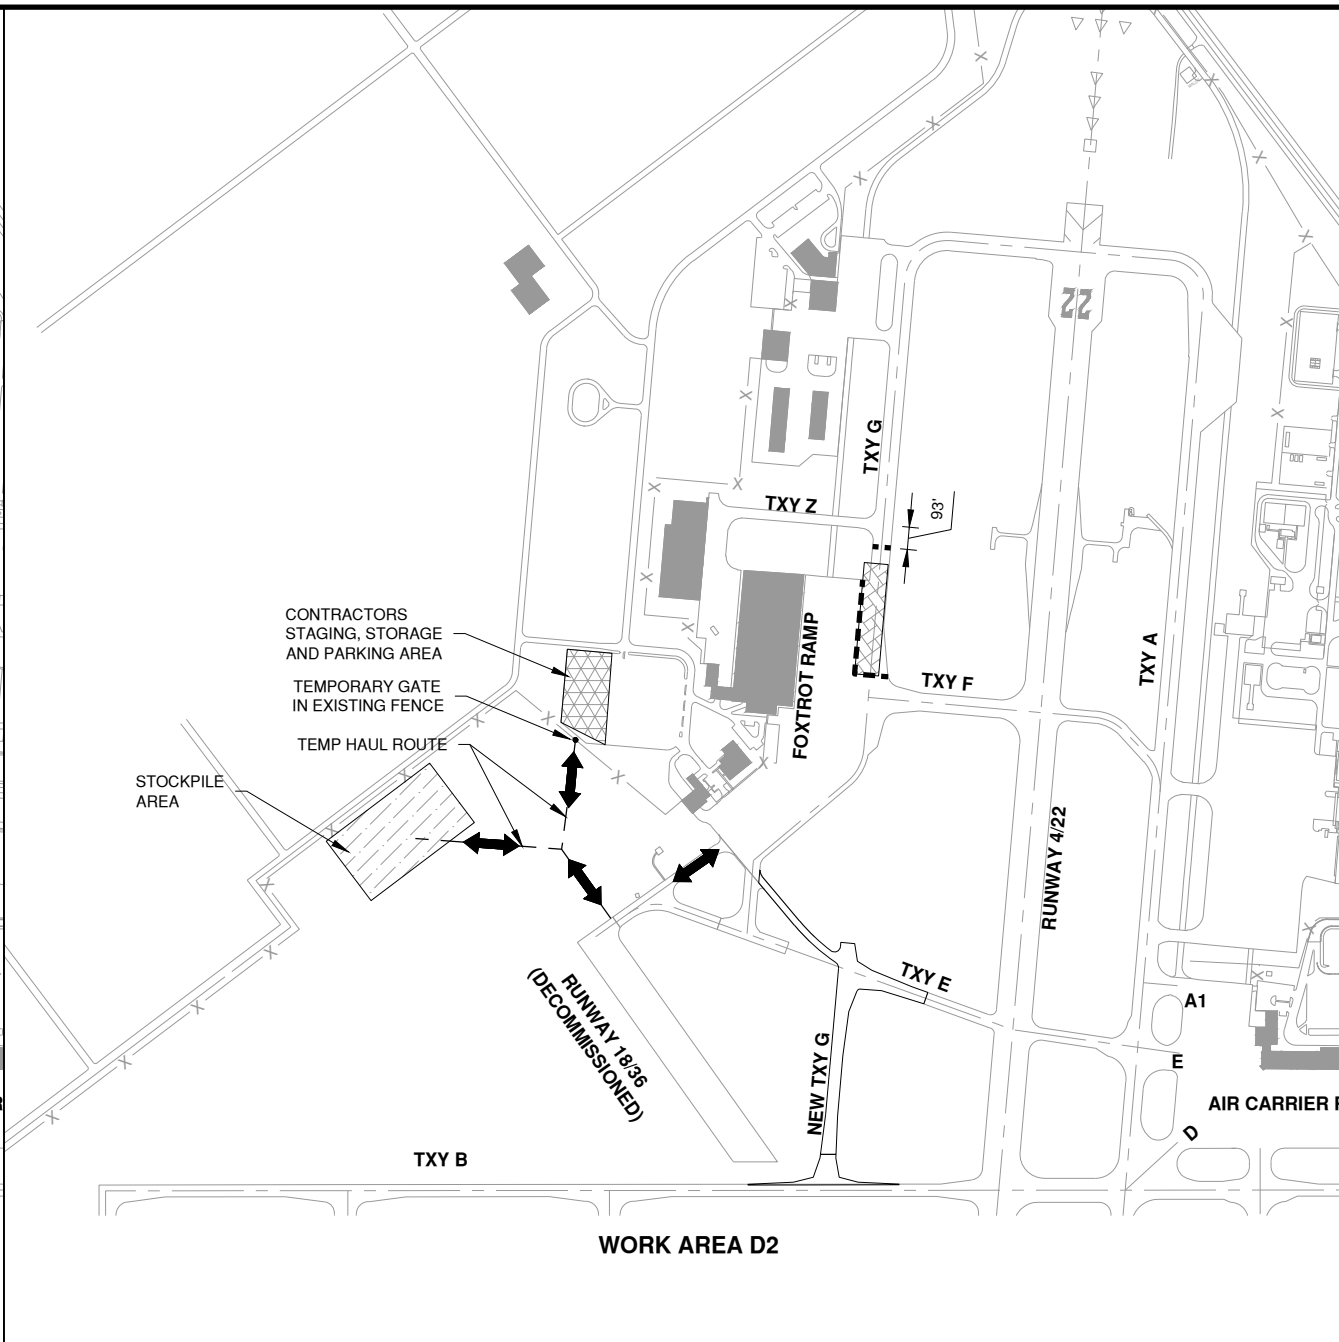 22
TXY G
TXY Z
93'
CONTRACTORS
STAGING, STORAGE
AND PARKING AREA
TEMPORARY GATE
IN EXISTING FENCE
TEMP HAUL ROUTE
STOCKPILE
AREA
FOXTROT RAMP
TXY F
TXY A
RUNWAY 4/22
RUNWAY 18/36
(DECOMMISSIONED)
TXY E
A1
NEW TXY G
E
AIR CARRIER
D
TXY B
WORK AREA D2